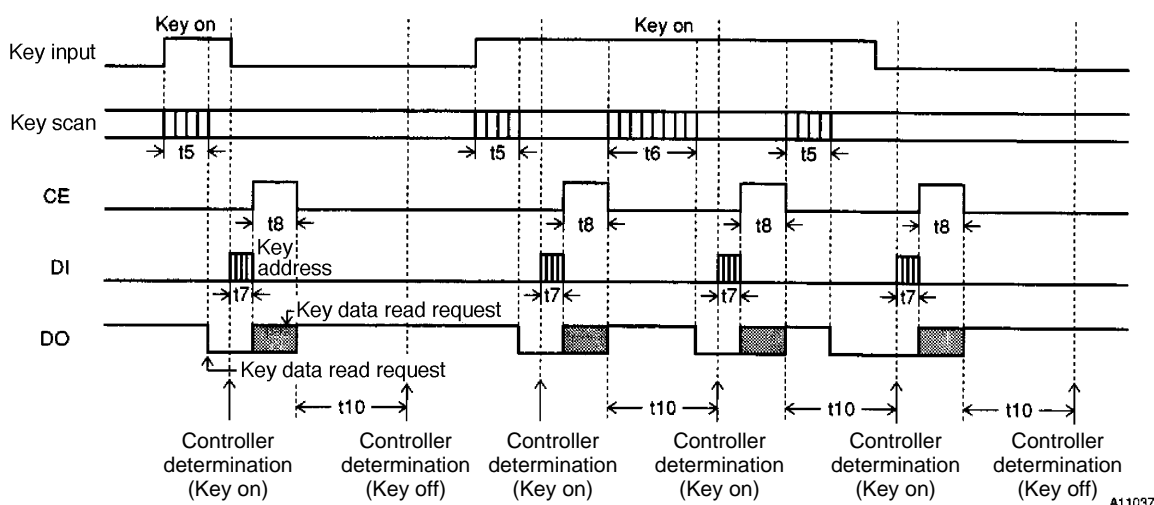 Key on
Key on
Key input
Key scan
t5
t5
t6
t5
CE
t8
t8
t8
t8
DI
Key
address
t7
t7
t7
t7
Key data read request
DO
Key data read request
t10
t10
t10
t10
Controller
determination
(Key on)
Controller
determination
(Key off)
Controller
determination
(Key on)
Controller
determination
(Key on)
Controller
determination
(Key on)
Controller
determination
(Key off)
A11037